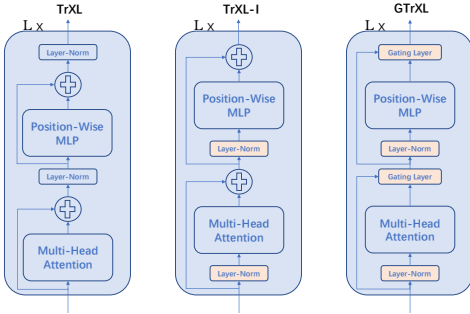 TrXL
L x
Layer-Norm
Position-Wise
MLP
Layer-Norm
Multi-Head
Attention
TrXL-I
L x
Position-Wise
MLP
Layer-Norm
Multi-Head
Attention
Layer-Norm
GTrXL
L x
Gating Layer
Position-Wise
MLP
Layer-Norm
Gating Layer
Multi-Head
Attention
Layer-Norm